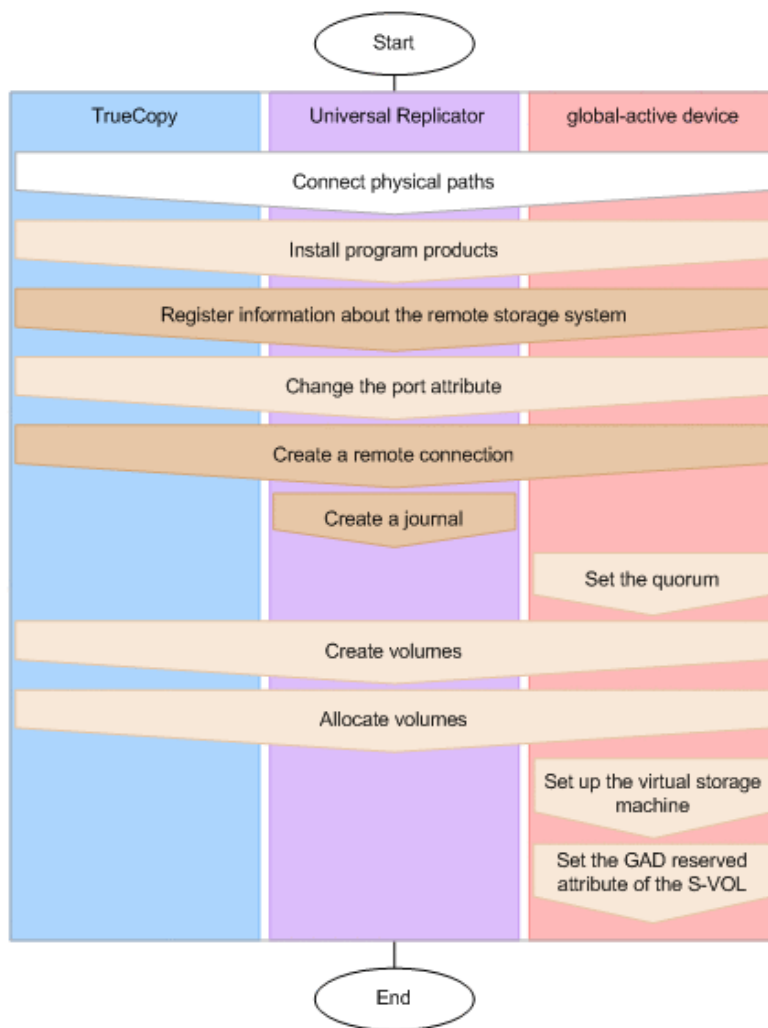 Start
TrueCopy
Universal Replicator
global-active device
Connect physical paths
Install program products
Register information about the remote storage system
Change the port attribute
Create a remote connection
Create a journal
Set the quorum
Create volumes
Allocate volumes
Set up the virtual storage
machine
Set the GAD reserved
attribute of the S-VOL
End